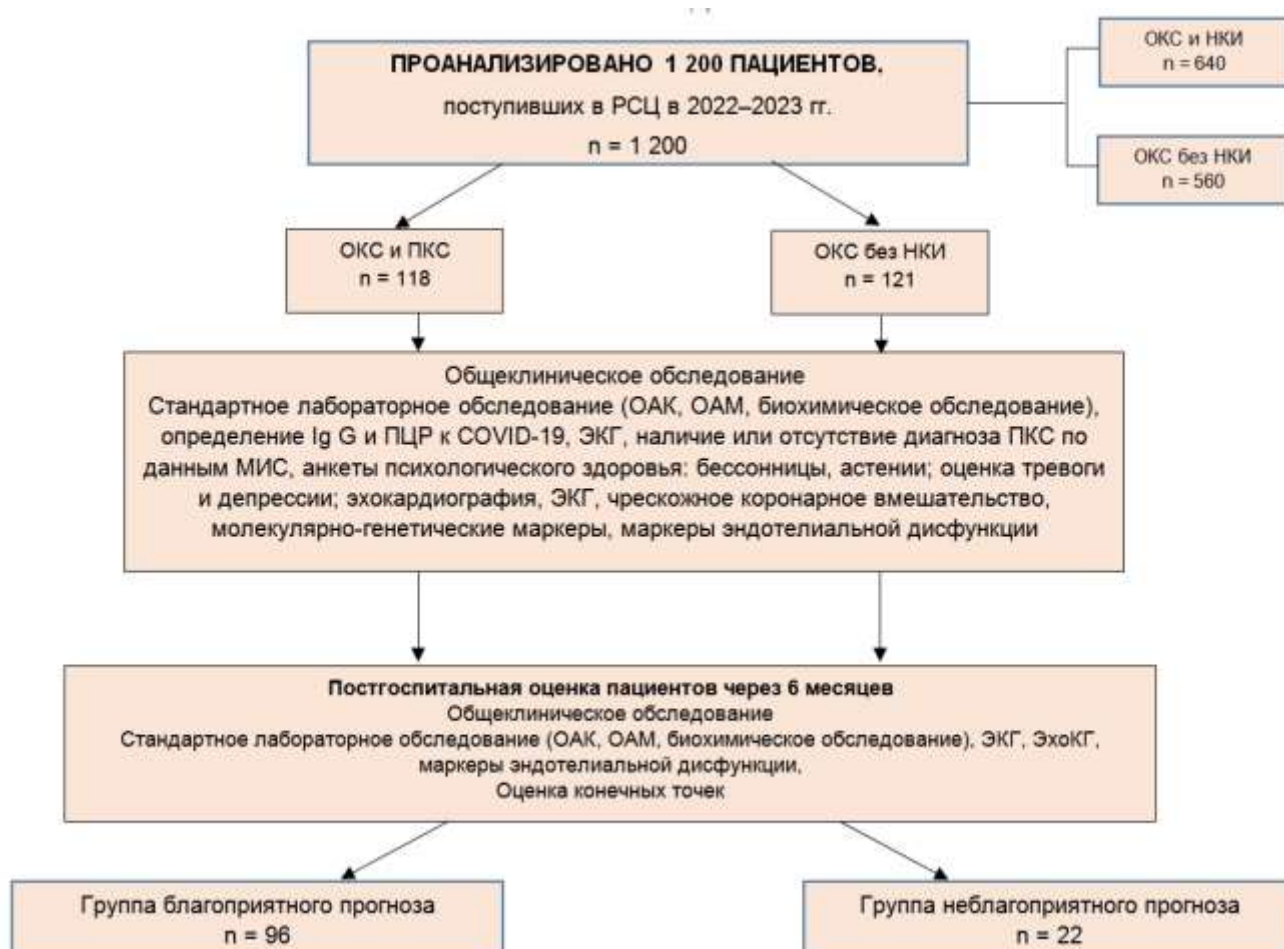 ПРОАНАЛИЗИРОВАНО 1 200 ПАЦИЕНТОВ,
поступивших в РСЦ в 2022–2023 гг.
n = 1 200
ОКС и НКИ
n = 640
ОКС без НКИ
n = 560
ОКС и ПКС
n = 118
ОКС без НКИ
n = 121
Общеклиническое обследование
Стандартное лабораторное обследование (ОАК, ОАМ, биохимическое обследование),
определение Ig G и ПЦР к COVID-19, ЭКГ, наличие или отсутствие диагноза ПКС по
данным МИС, анкеты психологического здоровья: бессонницы, астении; оценка тревоги
и депрессии; эхокардиография, ЭКГ, чрескожное коронарное вмешательство,
молекулярно-генетические маркеры, маркеры эндотелиальной дисфункции
Постгоспитальная оценка пациентов через 6 месяцев
Общеклиническое обследование
Стандартное лабораторное обследование (ОАК, ОАМ, биохимическое обследование), ЭКГ, ЭхоКГ,
маркеры эндотелиальной дисфункции,
Оценка конечных точек
Группа благоприятного прогноза
n = 96
Группа неблагоприятного прогноза
n = 22